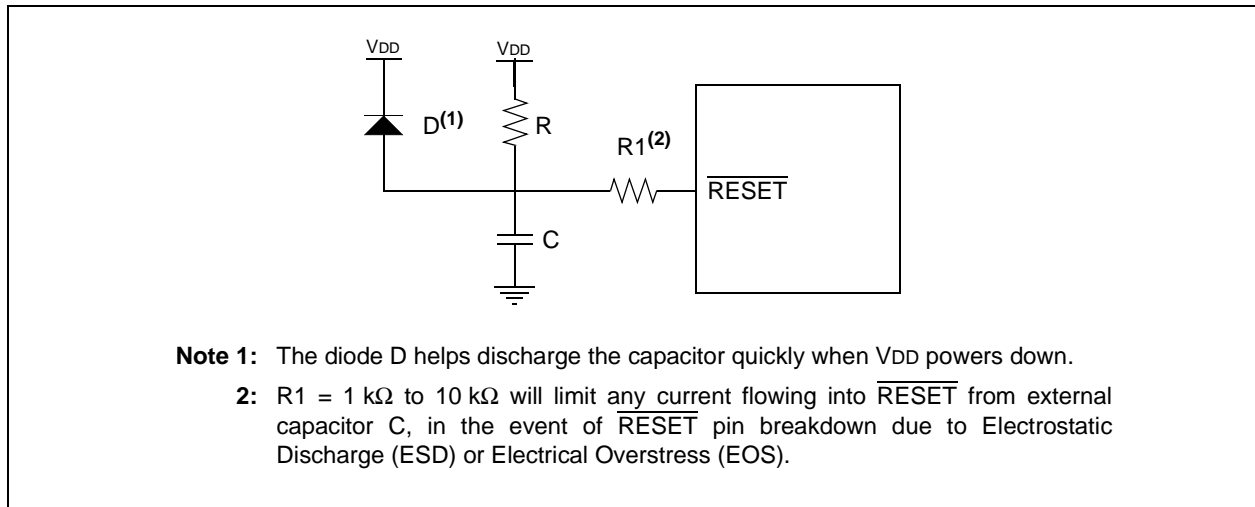 VDD VDD
D(1) R
R1(2)
RESET
C
Note 1: The diode D helps discharge the capacitor quickly when VDD powers down.
2: R1 = 1 kΩ to 10 kΩ will limit any current flowing into RESET from external
capacitor C, in the event of RESET pin breakdown due to Electrostatic
Discharge (ESD) or Electrical Overstress (EOS).